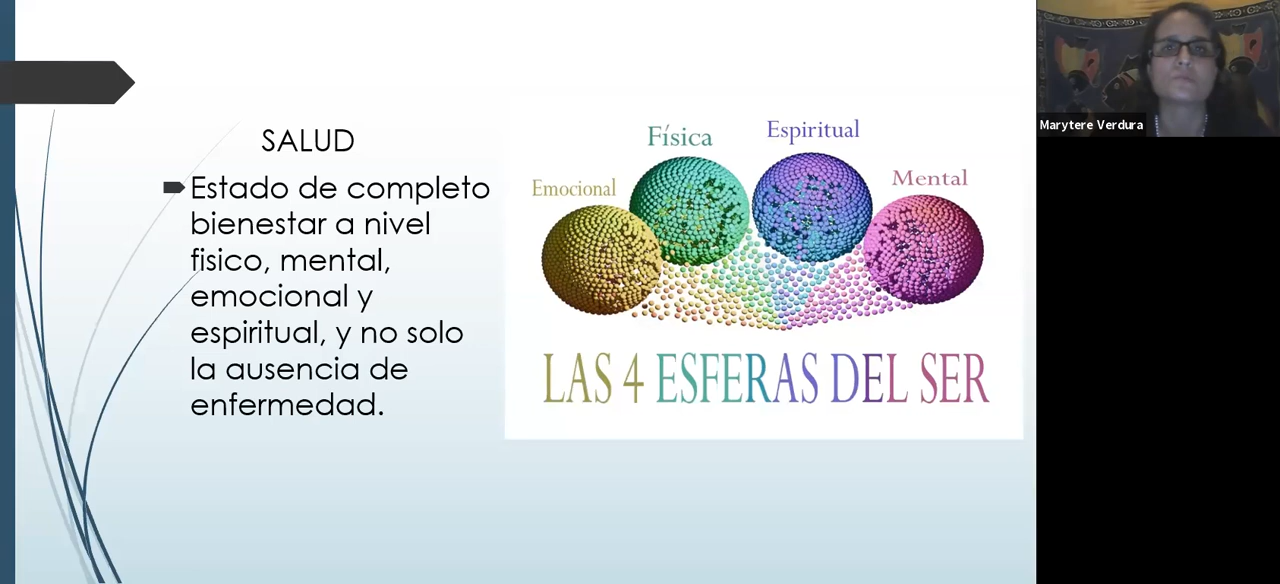 SALUD
Estado de completo
bienestar a nivel
fisico, mental,
emocional y
espiritual, y no solo
la ausencia de
enfermedad.
Emocional
Física
Espiritual
Mental
LAS 4 ESFERAS DEL SER
Marytere Verdura